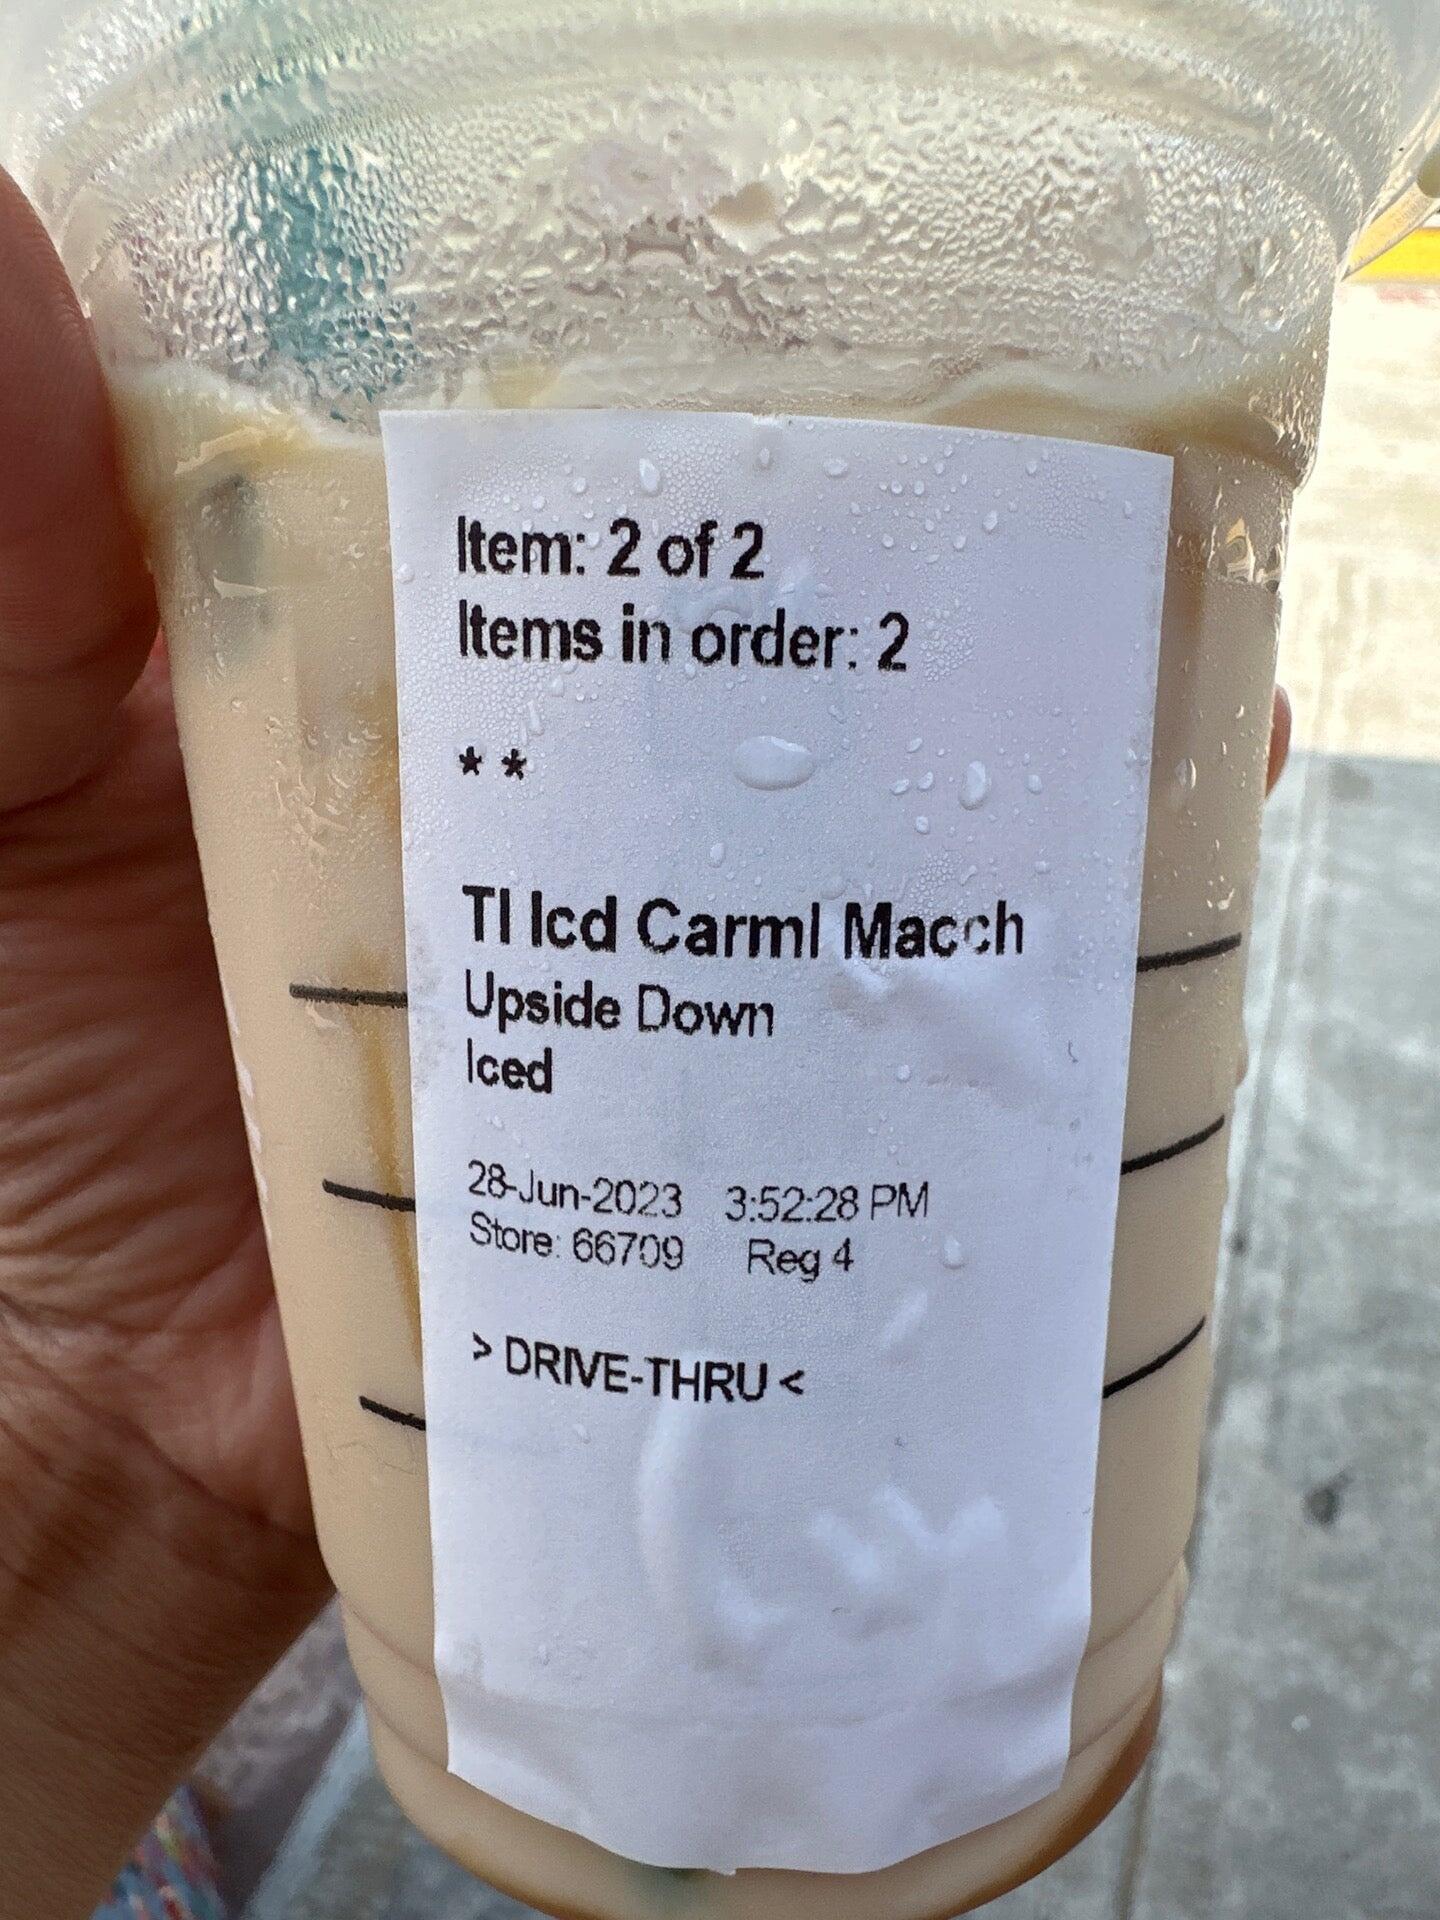 Item: 2 of 2
Items in order: 2
* *
Tl Icd Carml Macch
Upside Down
Iced
28-Jun-2023 3:52:28 PM
Store: 66709 Reg 4
> DRIVE-THRU <